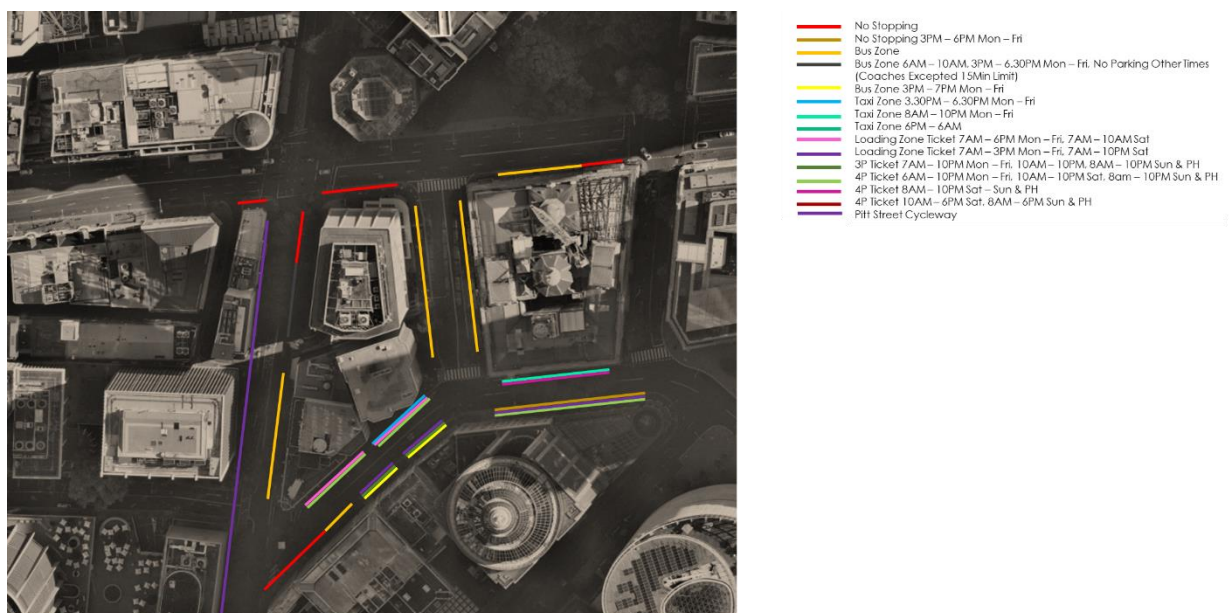 No Stopping
No Stopping 3PM – 6PM Mon – Fri
Bus Zone
Bus Zone 6AM – 10AM, 3PM – 6.30PM Mon – Fri. No Parking Other Times
(Coaches Excepted 15Min Limit)
Bus Zone 3PM – 7PM Mon – Fri
Taxi Zone 3.30PM – 6.30PM Mon – Fri
Taxi Zone 8AM – 10PM Mon – Fri
Taxi Zone 6PM – 6AM
Loading Zone Ticket 7AM – 6PM Mon – Fri, 7AM – 10AM Sat
Loading Zone Ticket 7AM – 3PM Mon – Fri, 7AM – 10PM Sat
3P Ticket 7AM – 10PM Mon – Fri, 10AM – 10PM, 8AM – 10PM Sun & PH
4P Ticket 6AM – 10PM Mon – Fri, 10AM – 10PM Sat, 8am – 10PM Sun & PH
4P Ticket 8AM – 10PM Sat – Sun & PH
4P Ticket 10AM – 6PM Sat, 8AM – 6PM Sun & PH
Pitt Street Cycleway